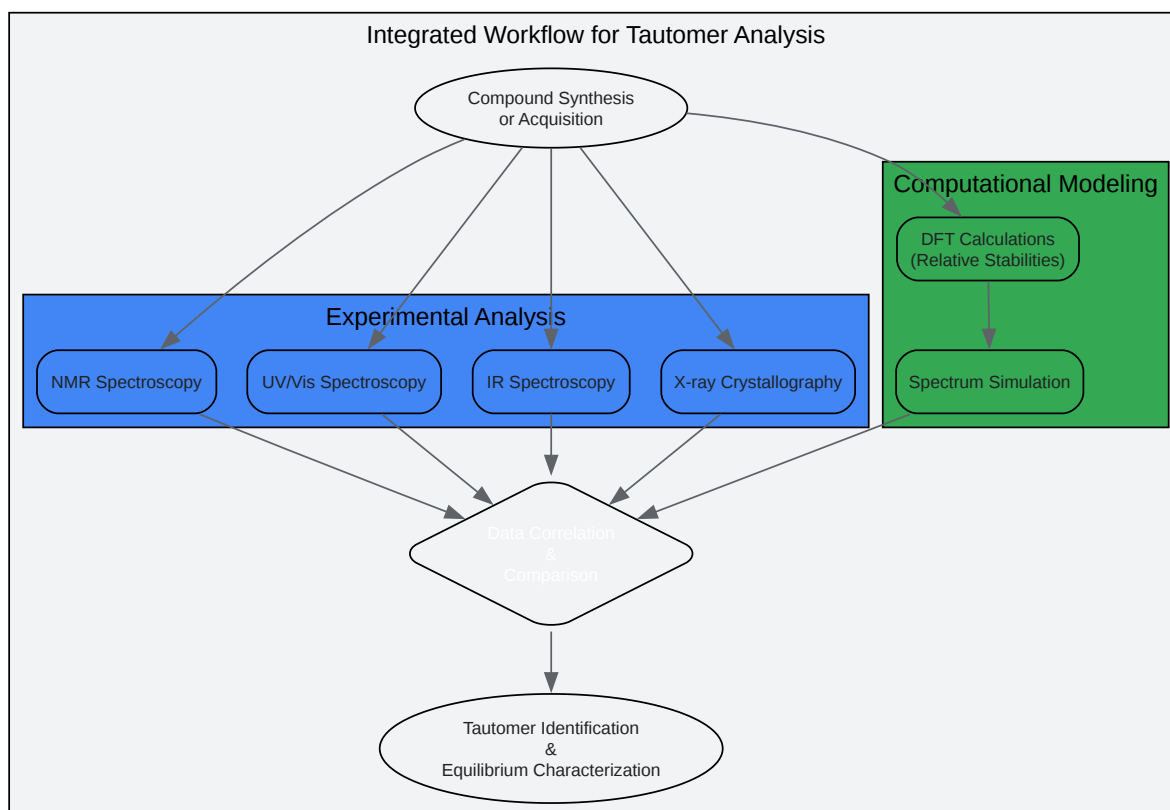 Integrated Workflow for Tautomer Analysis
Compound Synthesis
or Acquisition
Computational Modeling
DFT Calculations
(Relative Stabilities)
Experimental Analysis
NMR Spectroscopy
UV/Vis Spectroscopy
IR Spectroscopy
X-ray Crystallography
Spectrum Simulation
Data Correlation
&
Comparison
Tautomer Identification
&
Equilibrium Characterization